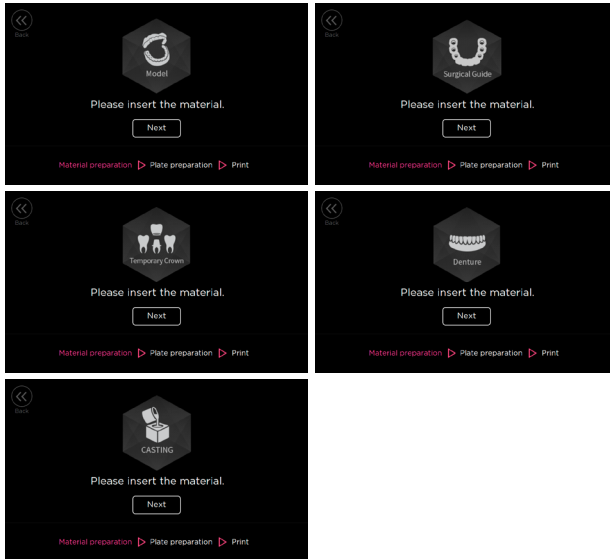 Back
Model
Please insert the material.
Next
Material preparation Plate preparation Print
Back
Surgical Guide
Please insert the material.
Next
Material preparation Plate preparation Print
Back
Temporary Crown
Please insert the material.
Next
Material preparation Plate preparation Print
Back
Denture
Please insert the material.
Next
Material preparation Plate preparation Print
Back
CASTING
Please insert the material.
Next
Material preparation Plate preparation Print